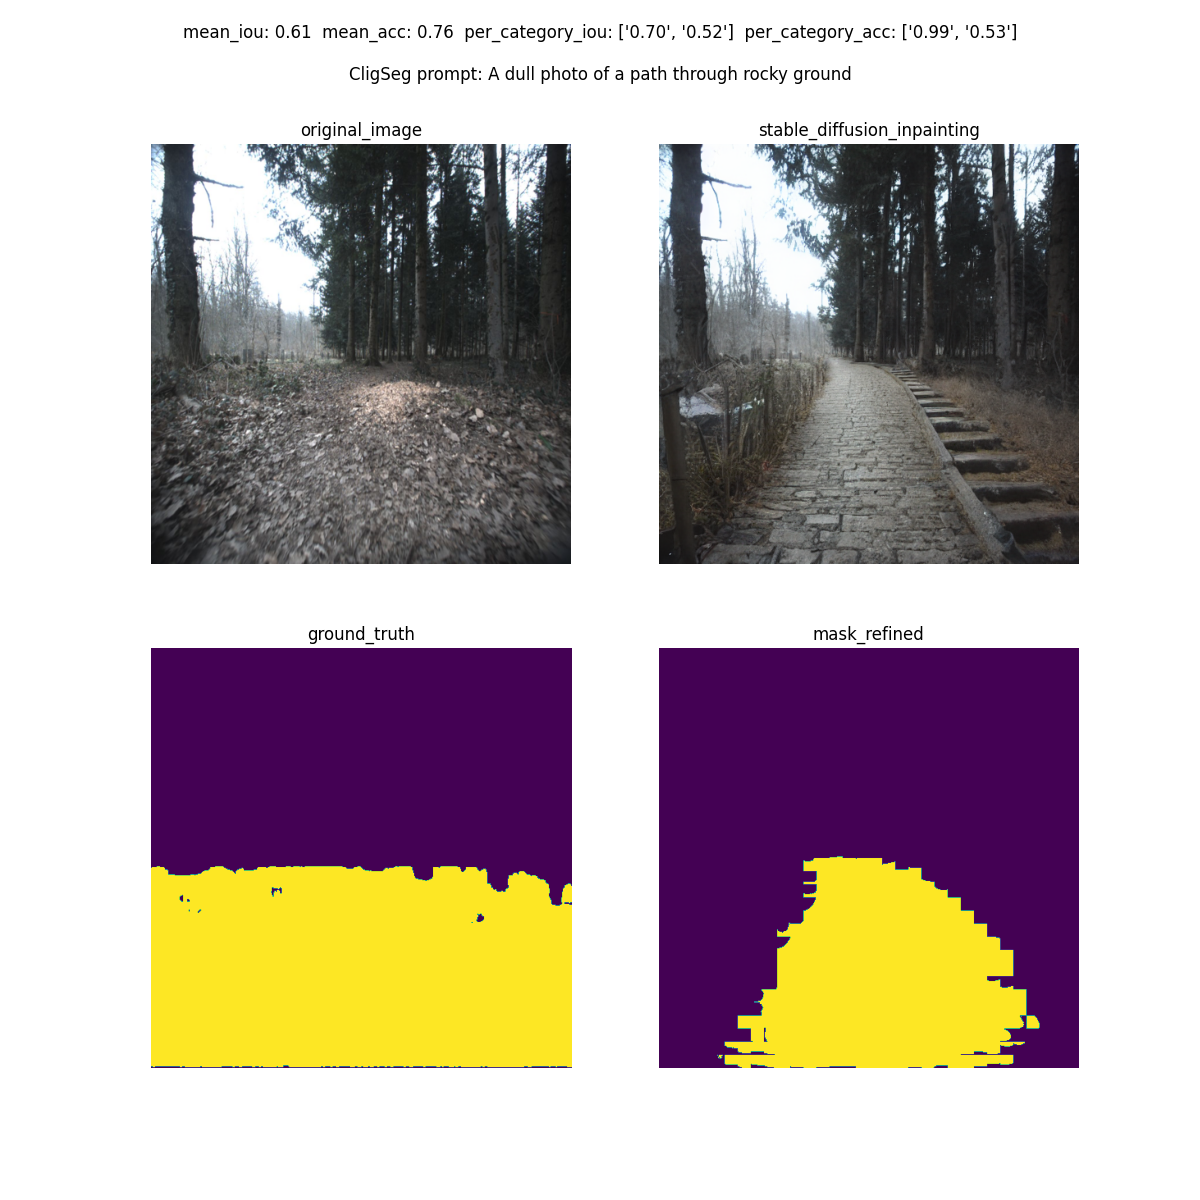 mean_iou: 0.61  mean_acc: 0.76  per_category_iou: ['0.70', '0.52']  per_category_acc: ['0.99', '0.53']
CligSeg prompt: A dull photo of a path through rocky ground
original_image
stable_diffusion_inpainting
ground_truth
mask_refined